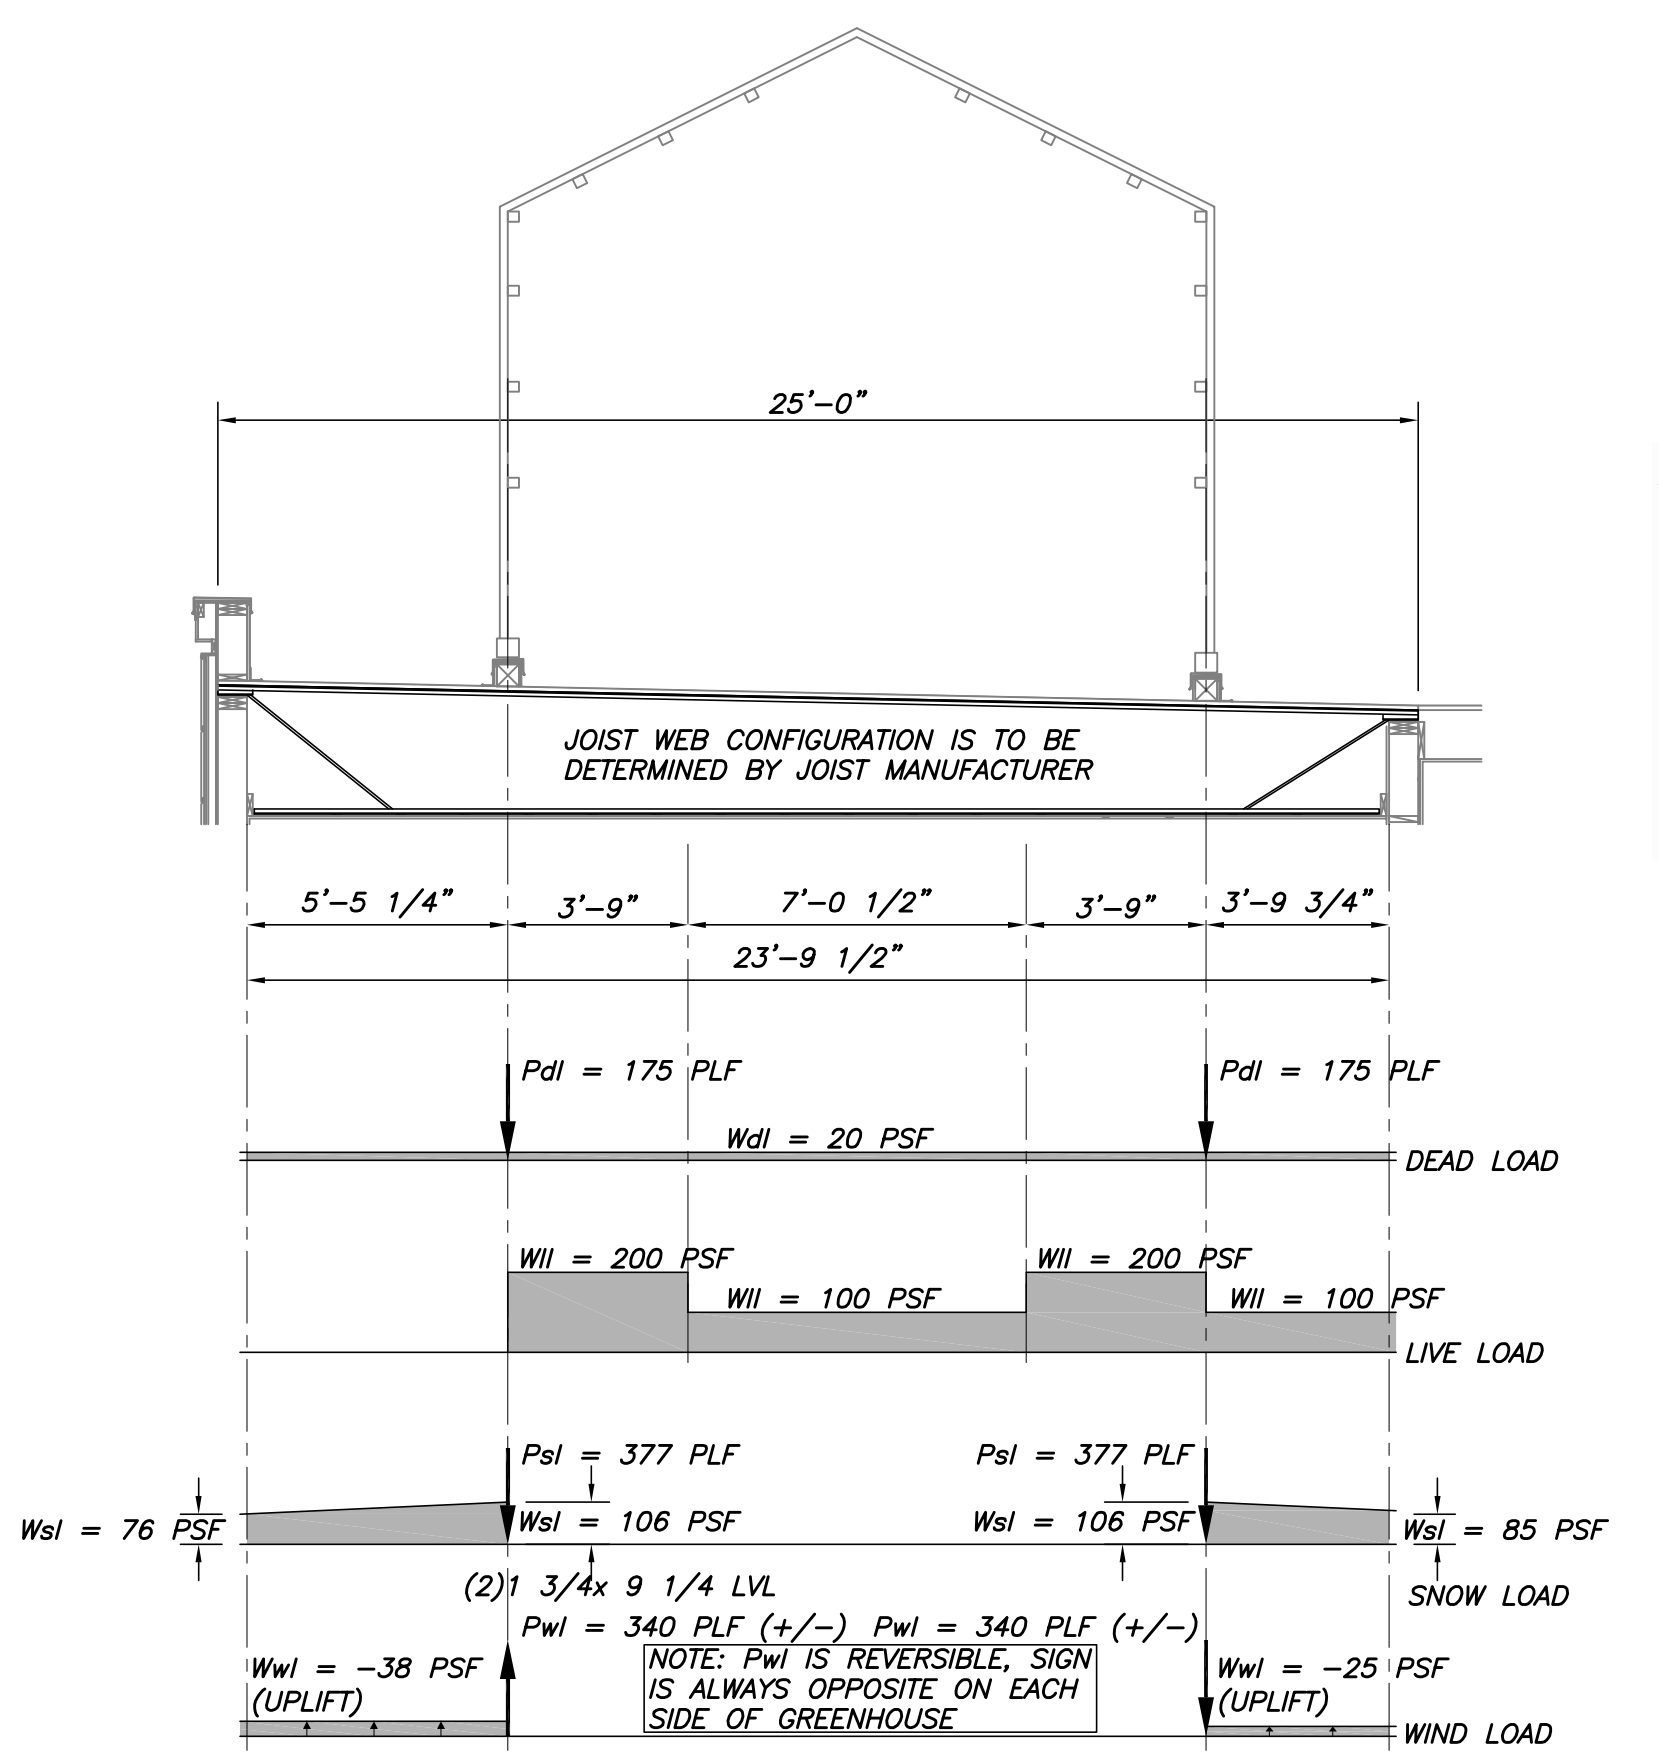 25'-0"
JOIST WEB CONFIGURATION IS TO BE
DETERMINED BY JOIST MANUFACTURER
5'-5 1/4"
3'-9"
7'-0 1/2"
3'-9"
3'-9 3/4"
23'-9 1/2"
Pdl = 175 PLF
Pdl = 175 PLF
Wdl = 20 PSF
DEAD LOAD
Wll = 200 PSF
Wll = 200 PSF
Wll = 100 PSF
Wll = 100 PSF
LIVE LOAD
Psl = 377 PLF
Psl = 377 PLF
Wsl = 76 PSF
Wsl = 106 PSF
Wsl = 106 PSF
Wsl = 85 PSF
(2)1 3/4x 9 1/4 LVL
SNOW LOAD
Pwl = 340 PLF (+/-)
Pwl = 340 PLF (+/-)
NOTE: Pwl IS REVERSIBLE, SIGN
IS ALWAYS OPPOSITE ON EACH
SIDE OF GREENHOUSE
Wwl = -38 PSF
(UPLIFT)
Wwl = -25 PSF
(UPLIFT)
WIND LOAD